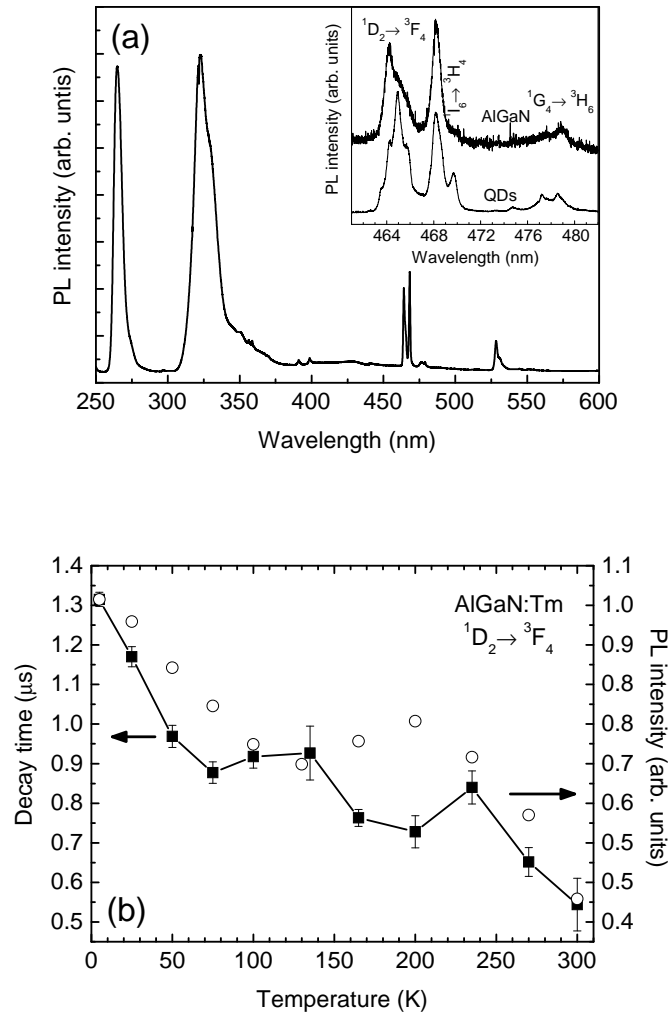 (a)
PL intensity (arb. untis)
250 300 350 400 450 500 550 600
Wavelength (nm)
PL intensity (arb. units)
¹D₂→ ³F₄
¹I₆→ ³H₄
¹G₄→ ³H₆
AlGaN
QDs
464 468 472 476 480
Wavelength (nm)
1.4
1.3
1.2
1.1
1.0
0.9
0.8
0.7
0.6
0.5
Decay time (μs)
AlGaN:Tm
¹D₂→ ³F₄
(b)
1.1
1.0
0.9
0.8
0.8
0.7
0.6
0.5
0.5
0.4
PL intensity (arb. units)
0 50 100 150 200 250 300
Temperature (K)